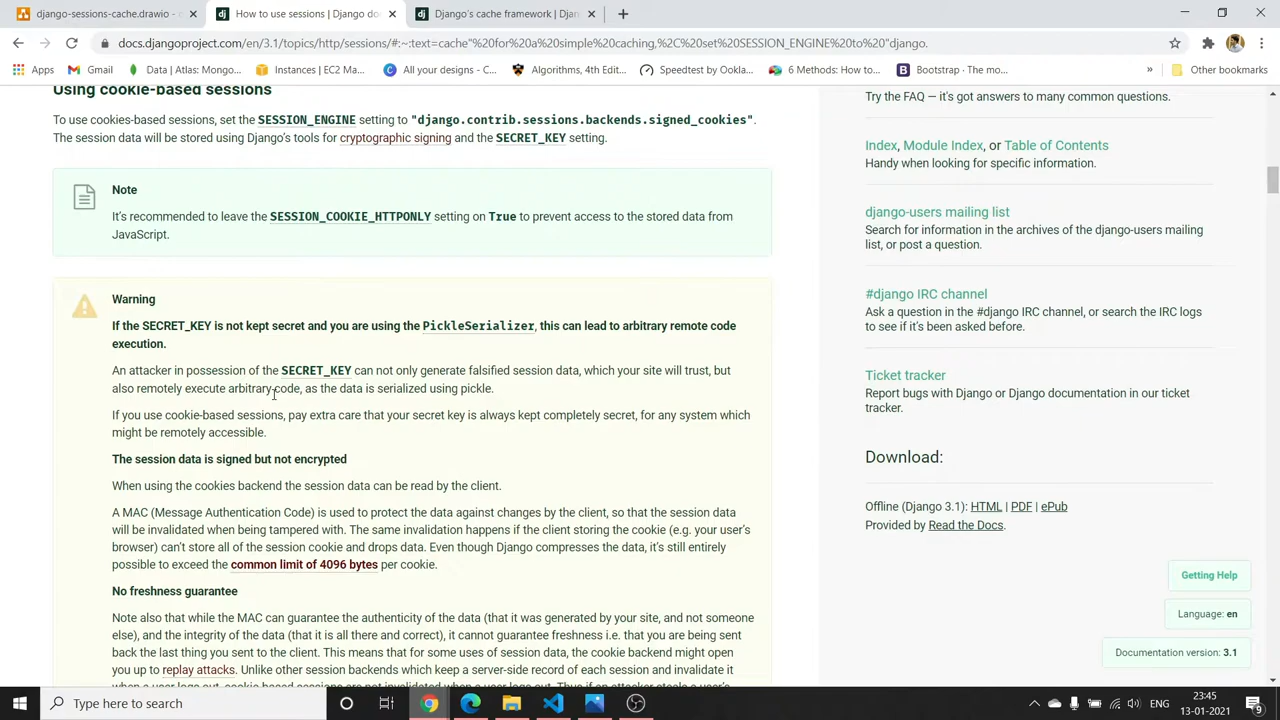 django-sessions-cache.drawio -
How to use sessions | Django do
Django's cache framework | Djan
docs.djangoproject.com/en/3.1/topics/http/sessions/#:~:text=cache"%20for%20a%20simple%20caching,%2C%20set%20SESSION_ENGINE%20to%20"django.
Apps
Gmail
Data | Atlas: Mongo...
Instances | EC2 Ma...
All your designs - C...
Algorithms, 4th Edit...
Speedtest by Ookla...
6 Methods: How to...
Bootstrap · The mo...
»
Other bookmarks
Using cookie-based sessions
To use cookies-based sessions, set the SESSION_ENGINE setting to "django.contrib.sessions.backends.signed_cookies".
The session data will be stored using Django's tools for cryptographic signing and the SECRET_KEY setting.
Note
It's recommended to leave the SESSION_COOKIE_HTTPONLY setting on True to prevent access to the stored data from
JavaScript.
Warning
If the SECRET_KEY is not kept secret and you are using the PickleSerializer, this can lead to arbitrary remote code
execution.
An attacker in possession of the SECRET_KEY can not only generate falsified session data, which your site will trust, but
also remotely execute arbitrary code, as the data is serialized using pickle.
If you use cookie-based sessions, pay extra care that your secret key is always kept completely secret, for any system which
might be remotely accessible.
The session data is signed but not encrypted
When using the cookies backend the session data can be read by the client.
A MAC (Message Authentication Code) is used to protect the data against changes by the client, so that the session data
will be invalidated when being tampered with. The same invalidation happens if the client storing the cookie (e.g. your user's
browser) can't store all of the session cookie and drops data. Even though Django compresses the data, it's still entirely
possible to exceed the common limit of 4096 bytes per cookie.
No freshness guarantee
Note also that while the MAC can guarantee the authenticity of the data (that it was generated by your site, and not someone
else), and the integrity of the data (that it is all there and correct), it cannot guarantee freshness i.e. that you are being sent
back the last thing you sent to the client. This means that for some uses of session data, the cookie backend might open
you up to replay attacks. Unlike other session backends which keep a server-side record of each session and invalidate it
when a user logs out, cookie-based sessions are not invalidated when a user logs out. Thus if an attacker steals a user's
Try the FAQ — it's got answers to many common questions.
Index, Module Index, or Table of Contents
Handy when looking for specific information.
django-users mailing list
Search for information in the archives of the django-users mailing
list, or post a question.
#django IRC channel
Ask a question in the #django IRC channel, or search the IRC logs
to see if it's been asked before.
Ticket tracker
Report bugs with Django or Django documentation in our ticket
tracker.
Download:
Offline (Django 3.1): HTML | PDF | ePub
Provided by Read the Docs.
Getting Help
Language: en
Documentation version: 3.1
Type here to search
ENG
23:45
13-01-2021
9